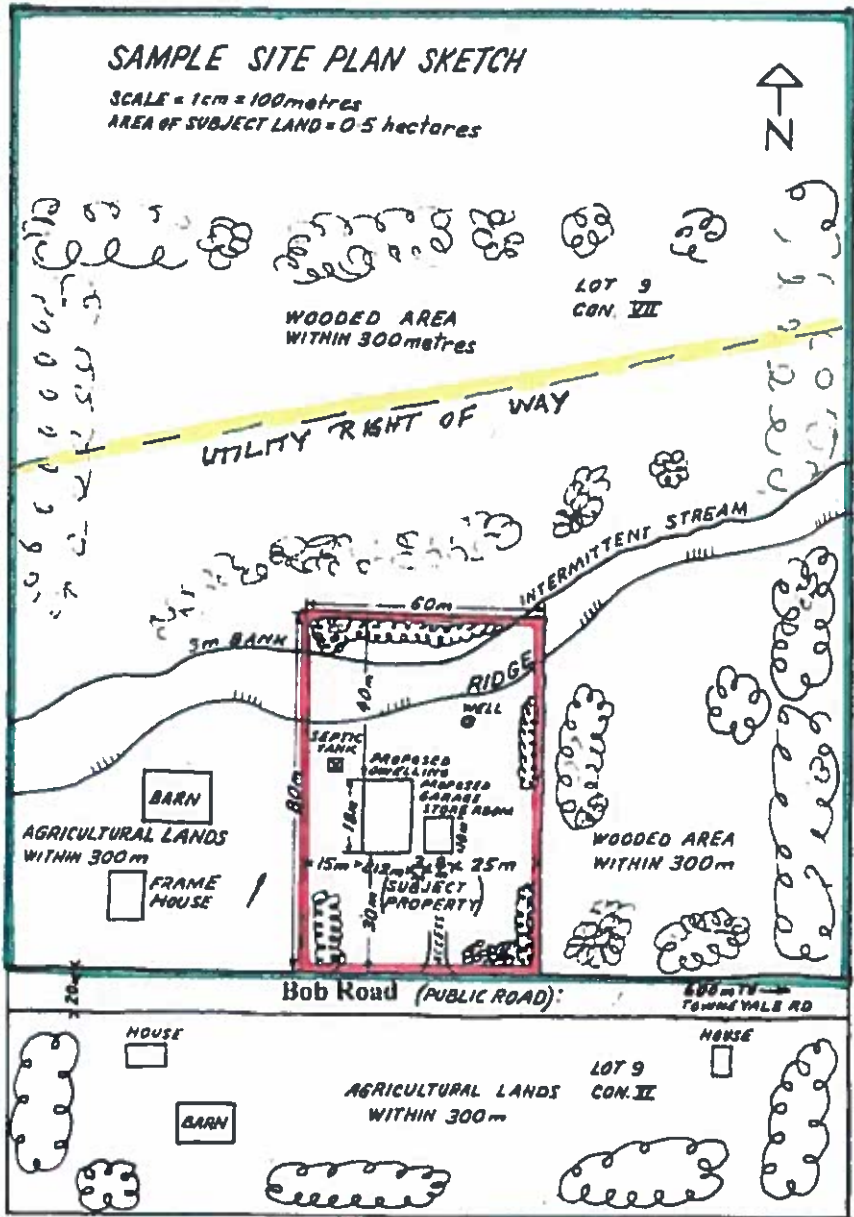 SAMPLE SITE PLAN SKETCH
SCALE = 1cm = 100metres
AREA OF SUBJECT LAND = 0.5 hectares
N
LOT 9
CON. VII
WOODED AREA
WITHIN 300metres
UTILITY RIGHT OF WAY
INTERMITTENT STREAM
60m
BANK
RIDGE
40m
WELL
SEPTIC
TANK
PROPOSED
DWELLING
PROPOSED
GARAGE
STORE ROOM
80m
18m
BARN
AGRICULTURAL LANDS
WITHIN 300m
FRAME
HOUSE
WOODED AREA
WITHIN 300m
15m
25m
(SUBJECT
PROPERTY)
30m
ACCESS
Bob Road (PUBLIC ROAD):
TOWNEVALE RD
HOUSE
HOUSE
LOT 9
CON. VI
AGRICULTURAL LANDS
WITHIN 300m
BARN